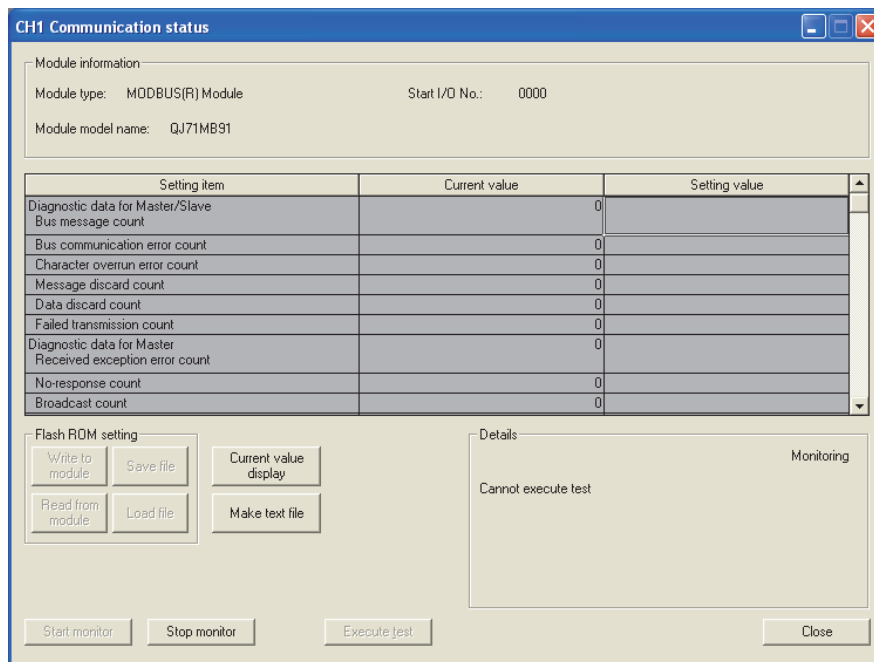 CH1 Communication status
Module information
Module type: MODBUS(R) Module Start I/O No.: 0000
Module model name: QJ71MB91
Setting item Current value Setting value
Diagnostic data for Master/Slave
Bus message count 0
Bus communication error count 0
Character overrun error count 0
Message discard count 0
Data discard count 0
Failed transmission count 0
Diagnostic data for Master
Received exception error count 0
No-response count 0
Broadcast count 0
Flash ROM setting
Write to
module
Save file
Read from
module
Load file
Current value
display
Make text file
Details
Monitoring
Cannot execute test
Start monitor Stop monitor Execute test Close